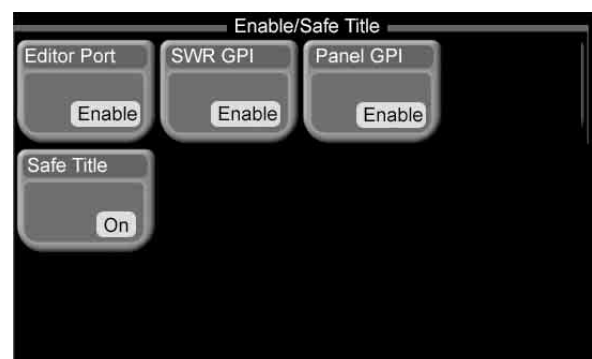 Enable/Safe Title
Editor Port SWR GPI Panel GPI
Enable Enable Enable
Safe Title
On